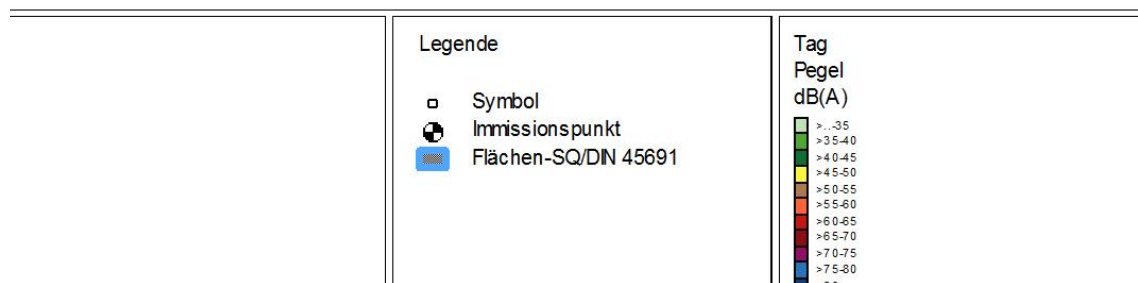 Legende
Symbol
Immissionspunkt
Flächen-SQ/DIN 45691
Tag
Pegel
dB(A)
>..-35
>35-40
>40-45
>45-50
>50-55
>55-60
>60-65
>65-70
>70-75
>75-80